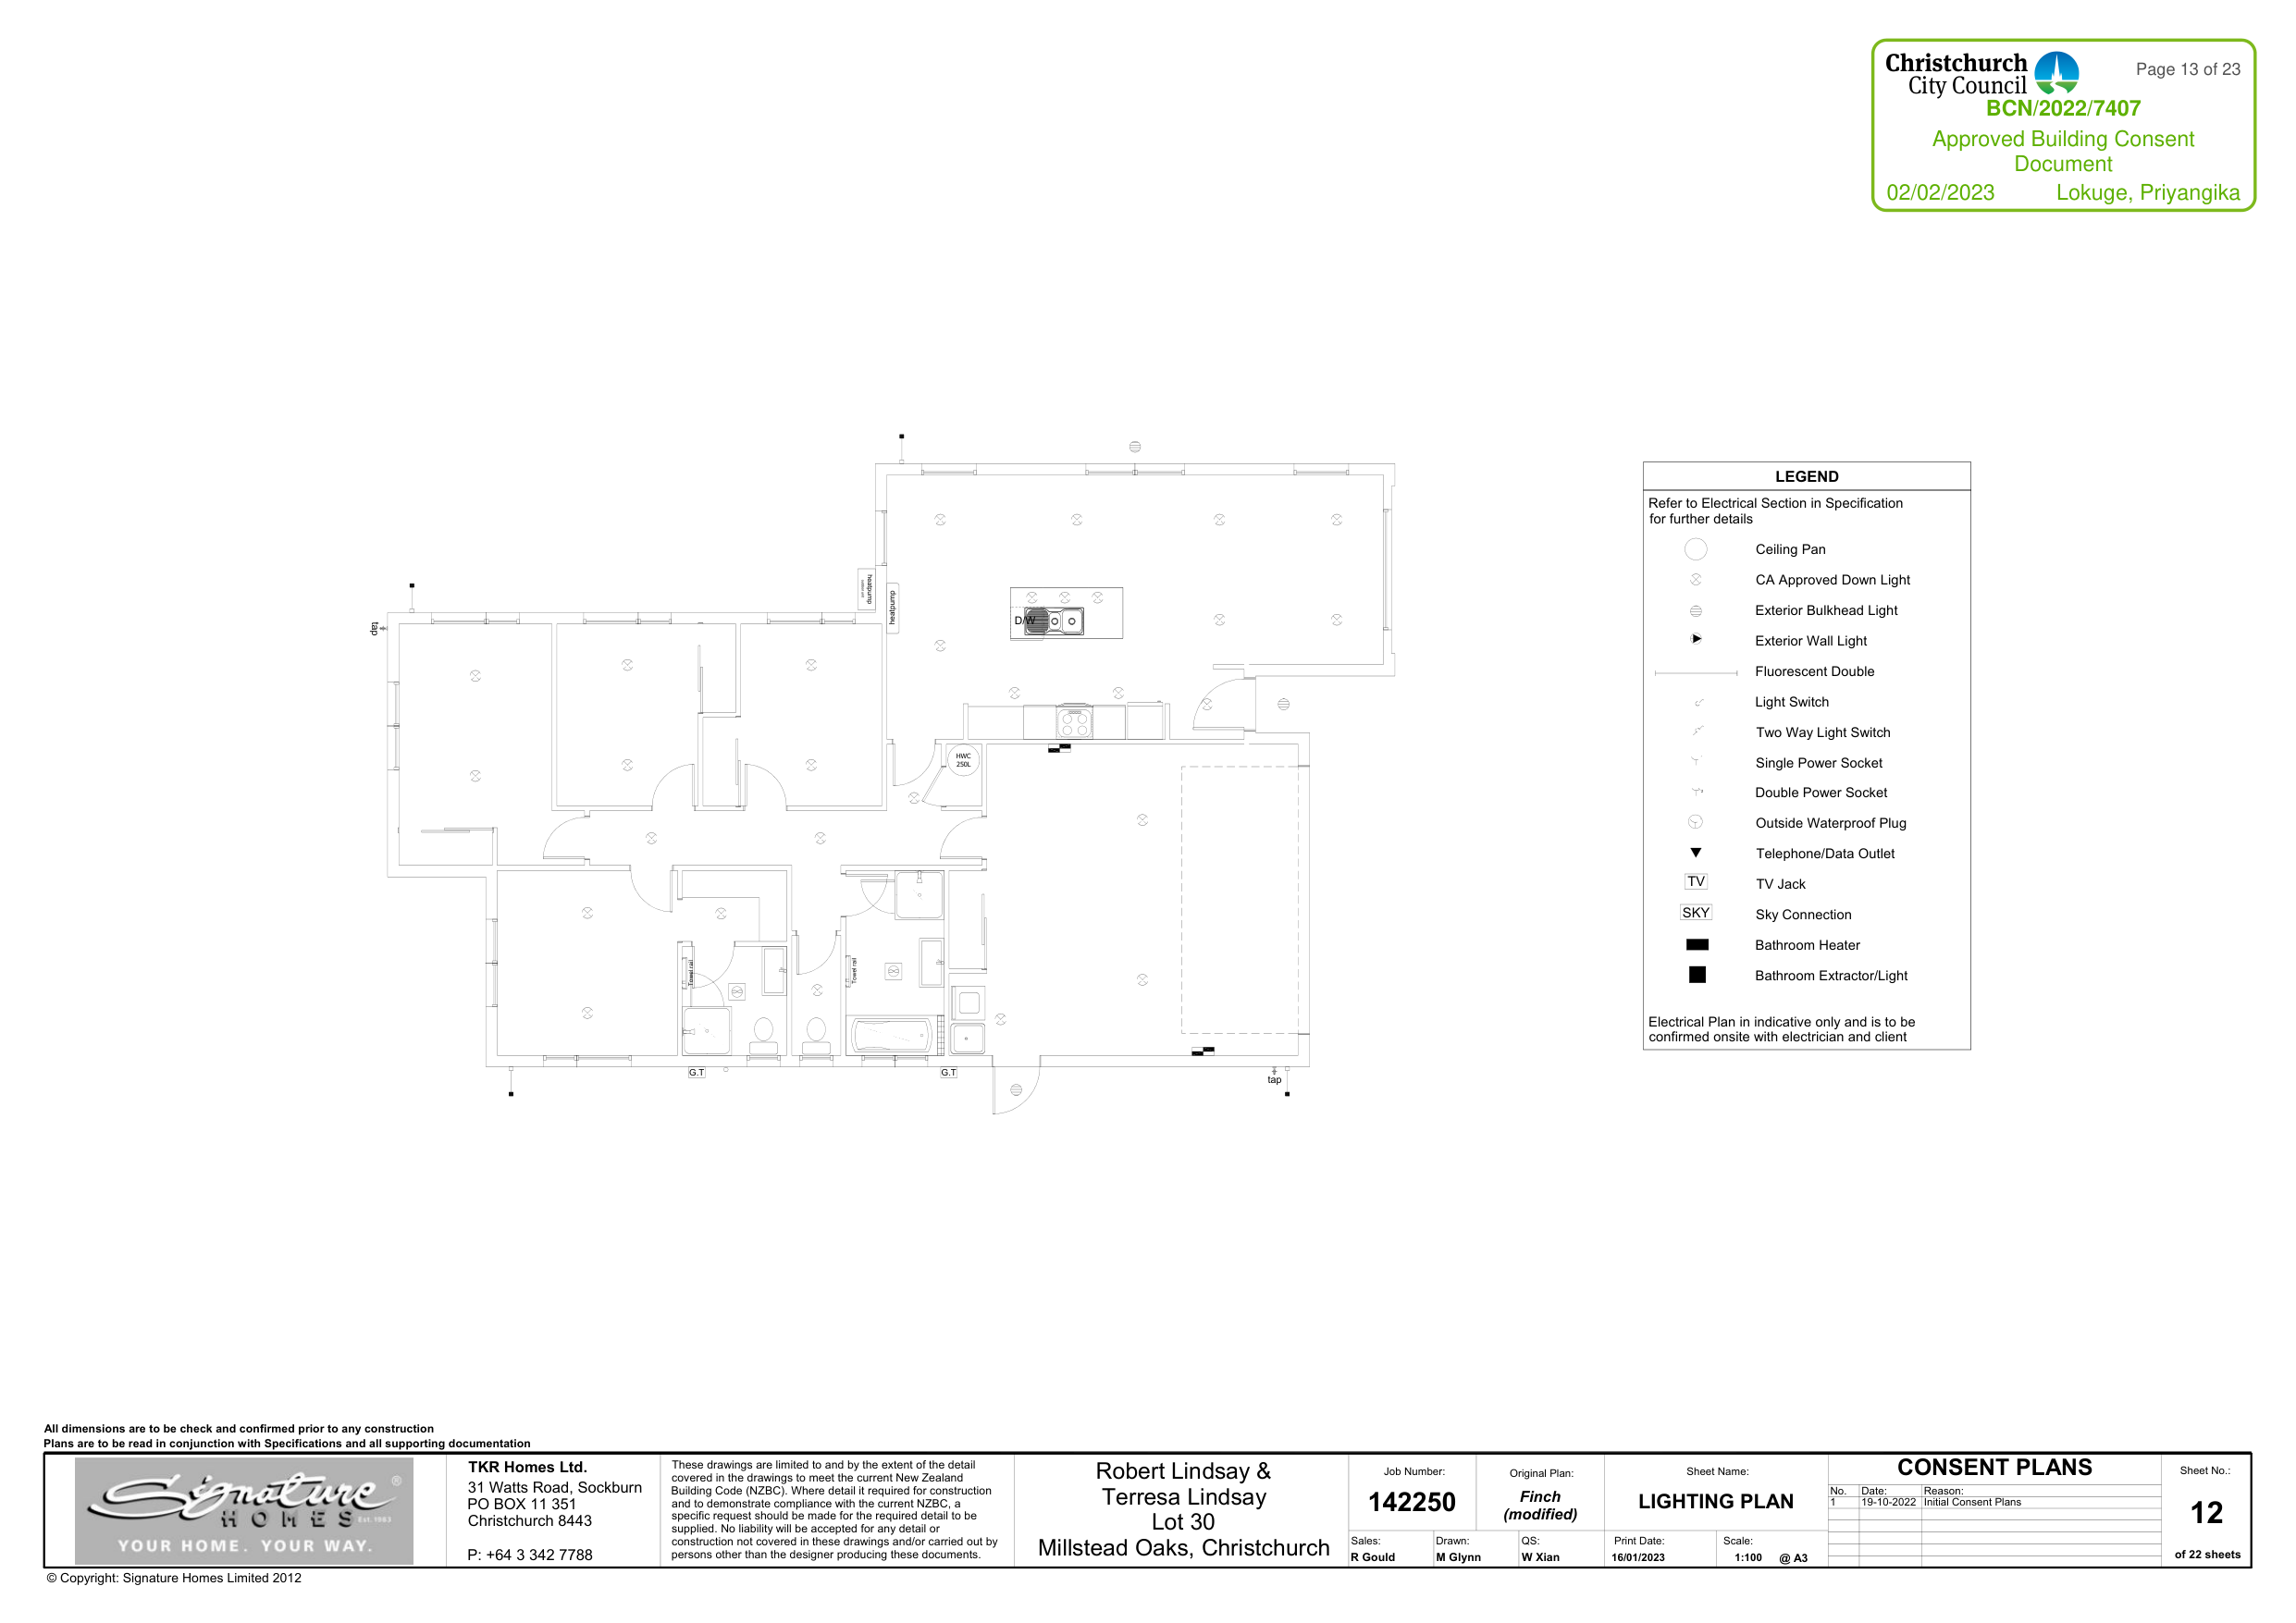 Christchurch
City Council
Page 13 of 23
BCN/2022/7407
Approved Building Consent
Document
02/02/2023 Lokuge, Priyangika
heatpump
heatpump
tap
D/W
HWC
250L
Towel rail
Towel rail
G.T
G.T
tap
LEGEND
Refer to Electrical Section in Specification
for further details
Ceiling Pan
CA Approved Down Light
Exterior Bulkhead Light
Exterior Wall Light
Fluorescent Double
Light Switch
Two Way Light Switch
Single Power Socket
Double Power Socket
Outside Waterproof Plug
Telephone/Data Outlet
TV TV Jack
SKY Sky Connection
Bathroom Heater
Bathroom Extractor/Light
Electrical Plan in indicative only and is to be
confirmed onsite with electrician and client
All dimensions are to be check and confirmed prior to any construction
Plans are to be read in conjunction with Specifications and all supporting documentation
Signature ®
HOMES Est. 1983
YOUR HOME. YOUR WAY.
TKR Homes Ltd.
31 Watts Road, Sockburn
PO BOX 11 351
Christchurch 8443
P: +64 3 342 7788
These drawings are limited to and by the extent of the detail
covered in the drawings to meet the current New Zealand
Building Code (NZBC). Where detail it required for construction
and to demonstrate compliance with the current NZBC, a
specific request should be made for the required detail to be
supplied. No liability will be accepted for any detail or
construction not covered in these drawings and/or carried out by
persons other than the designer producing these documents.
Robert Lindsay &
Terresa Lindsay
Lot 30
Millstead Oaks, Christchurch
Job Number:
142250
Original Plan:
Finch
(modified)
Sales:
R Gould
Drawn:
M Glynn
QS:
W Xian
Sheet Name:
LIGHTING PLAN
Print Date:
16/01/2023
Scale:
1:100 @ A3
CONSENT PLANS
No. Date: Reason:
1 19-10-2022 Initial Consent Plans
Sheet No.:
12
of 22 sheets
© Copyright: Signature Homes Limited 2012